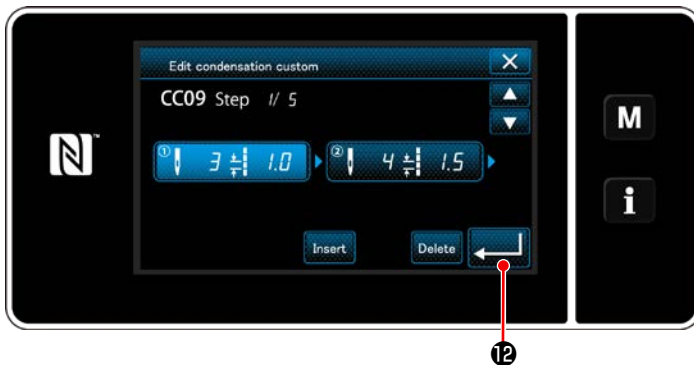 Edit condensation custom
CC09 Step 1/ 5
M
① 3 1.0 ② 4 1.5
i
Insert Delete
⓬